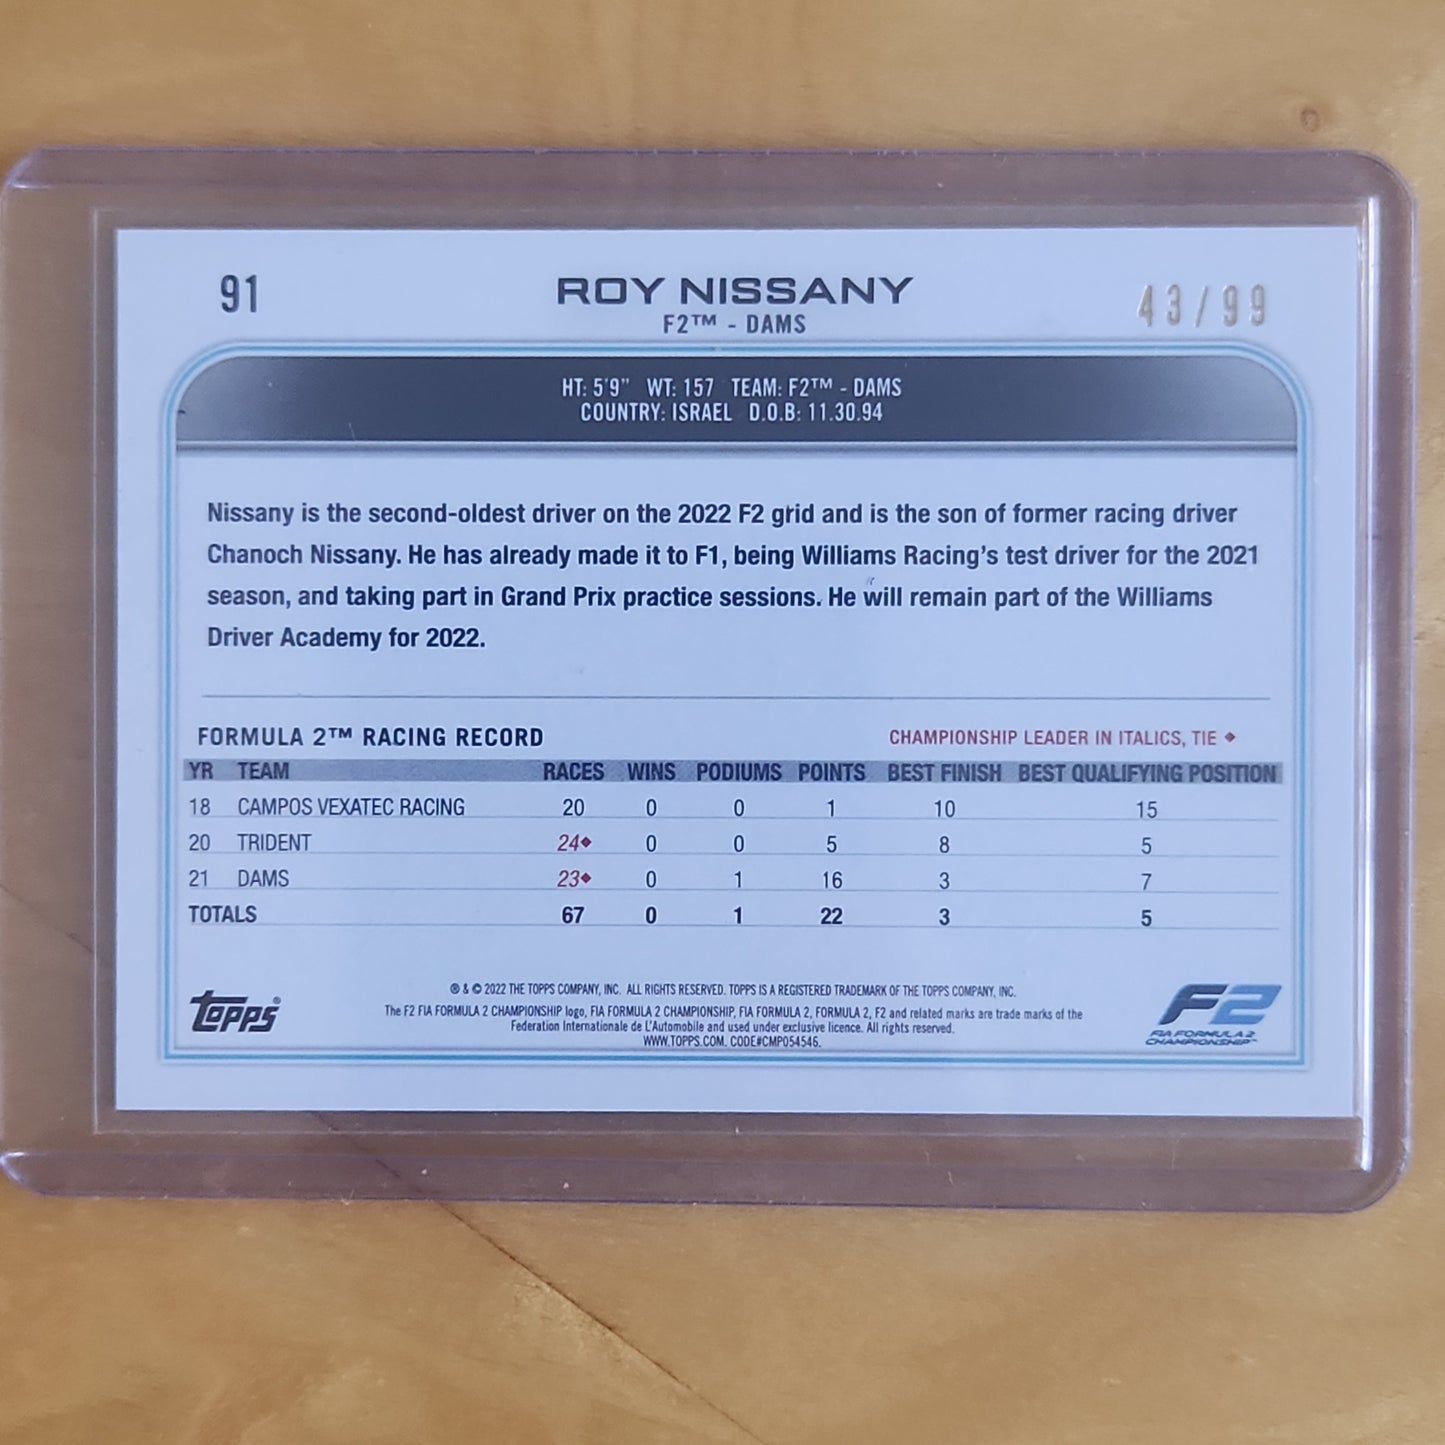 91
ROY NISSANY
43/99
F2™ - DAMS
HT: 5'9" WT: 157 TEAM: F2™ - DAMS
COUNTRY: ISRAEL D.O.B: 11.30.94
Nissany is the second-oldest driver on the 2022 F2 grid and is the son of former racing driver
Chanoch Nissany. He has already made it to F1, being Williams Racing's test driver for the 2021
season, and taking part in Grand Prix practice sessions. He will remain part of the Williams
Driver Academy for 2022.
FORMULA 2™ RACING RECORD CHAMPIONSHIP LEADER IN ITALICS, TIE ◆
YR TEAM RACES WINS PODIUMS POINTS BEST FINISH BEST QUALIFYING POSITION
18 CAMPOS VEXATEC RACING 20 0 0 1 10 15
20 TRIDENT 24◆ 0 0 5 8 5
21 DAMS 23◆ 0 1 16 3 7
TOTALS 67 0 1 22 3 5
topps®
® & © 2022 THE TOPPS COMPANY, INC. ALL RIGHTS RESERVED. TOPPS IS A REGISTERED TRADEMARK OF THE TOPPS COMPANY, INC.
The F2 FIA FORMULA 2 CHAMPIONSHIP logo, FIA FORMULA 2 CHAMPIONSHIP, FIA FORMULA 2, FORMULA 2, F2 and related marks are trade marks of the
Federation Internationale de L'Automobile and used under exclusive licence. All rights reserved.
WWW.TOPPS.COM. CODE#CMP054546.
F2
FIA FORMULA 2
CHAMPIONSHIP™